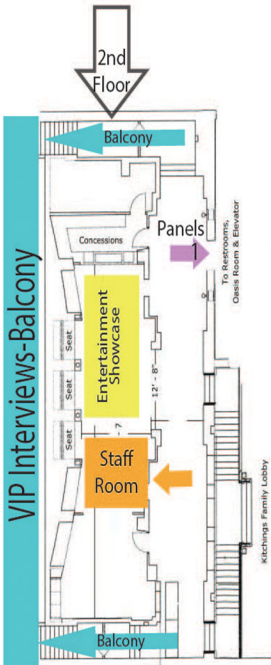 2nd
Floor
Balcony
Concessions
Panels
1
To Restrooms,
Oasis Room & Elevator
VIP Interviews-Balcony
Entertainment
Showcase
12' - 8"
Seat
Seat
Seat
- 7
Staff
Room
Kitchings Family Lobby
Balcony